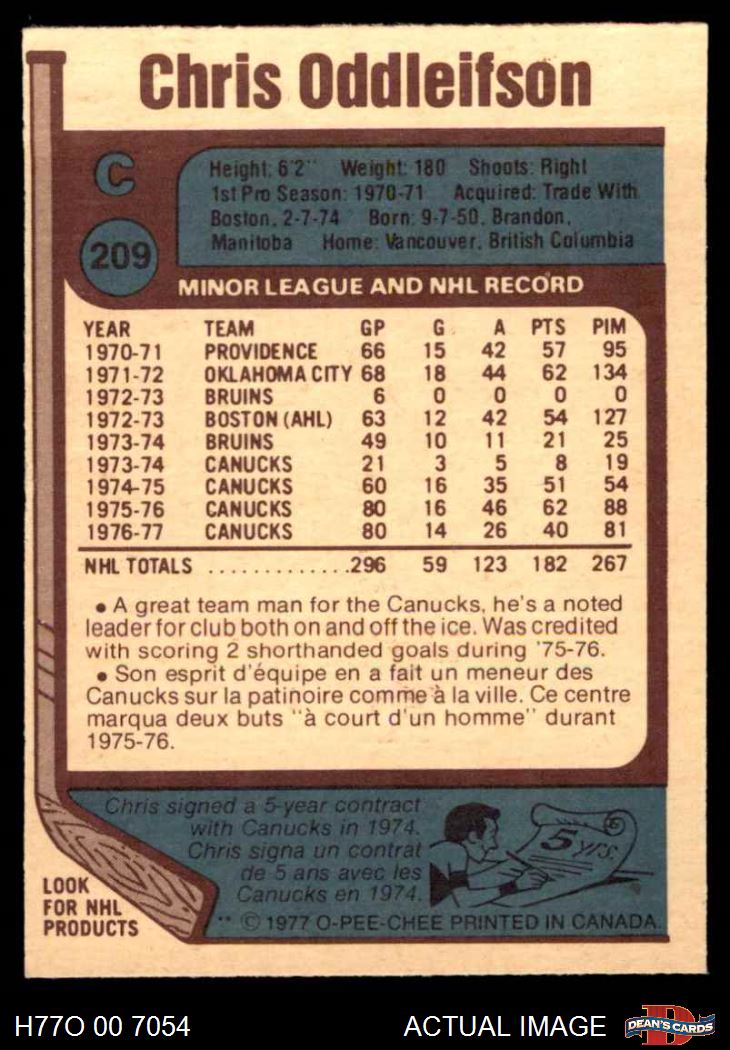 Chris Oddleifson
C
209
Height: 6'2" Weight: 180 Shoots: Right
1st Pro Season: 1970-71 Acquired: Trade With
Boston, 2-7-74 Born: 9-7-50, Brandon,
Manitoba Home: Vancouver, British Columbia
MINOR LEAGUE AND NHL RECORD
YEAR TEAM GP G A PTS PIM
1970-71 PROVIDENCE 66 15 42 57 95
1971-72 OKLAHOMA CITY 68 18 44 62 134
1972-73 BRUINS 6 0 0 0 0
1972-73 BOSTON (AHL) 63 12 42 54 127
1973-74 BRUINS 49 10 11 21 25
1973-74 CANUCKS 21 3 5 8 19
1974-75 CANUCKS 60 16 35 51 54
1975-76 CANUCKS 80 16 46 62 88
1976-77 CANUCKS 80 14 26 40 81
NHL TOTALS .............296 59 123 182 267
• A great team man for the Canucks, he's a noted
leader for club both on and off the ice. Was credited
with scoring 2 shorthanded goals during '75-76.
• Son esprit d'équipe en a fait un meneur des
Canucks sur la patinoire comme à la ville. Ce centre
marqua deux buts "à court d'un homme" durant
1975-76.
Chris signed a 5-year contract
with Canucks in 1974.
Chris signa un contrat
de 5 ans avec les
Canucks en 1974.
5 yrs.
LOOK
FOR NHL
PRODUCTS
** © 1977 O-PEE-CHEE PRINTED IN CANADA.
H77O 00 7054
ACTUAL IMAGE
D
DEAN'S CARDS